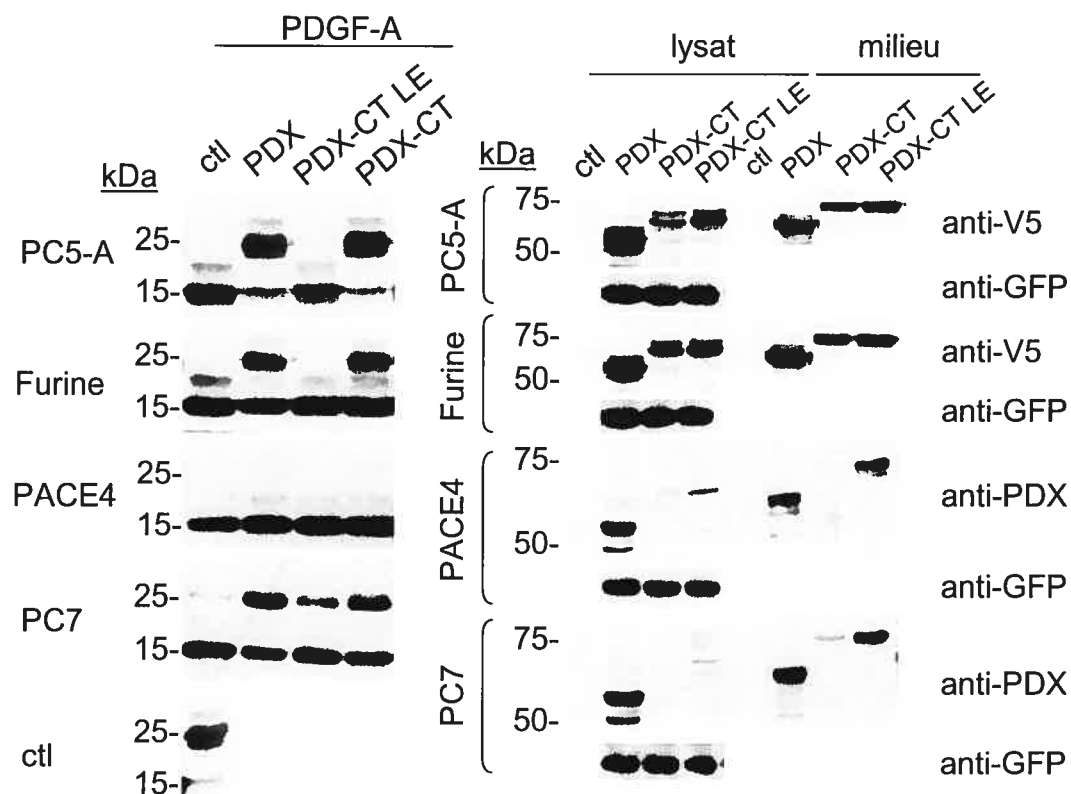 PDGF-A
kDa
ctl
PDX
PDX-CT LE
PDX-CT
PC5-A
25-
15-
Furine
25-
15-
PACE4
25-
15-
PC7
25-
15-
ctl
25-
15-
lysat
milieu
kDa
ctl
PDX
PDX-CT
PDX-CT LE
ctl
PDX
PDX-CT
PDX-CT LE
PC5-A
75-
50-
anti-V5
anti-GFP
Furine
75-
50-
anti-V5
anti-GFP
PACE4
75-
50-
anti-PDX
anti-GFP
PC7
75-
50-
anti-PDX
anti-GFP